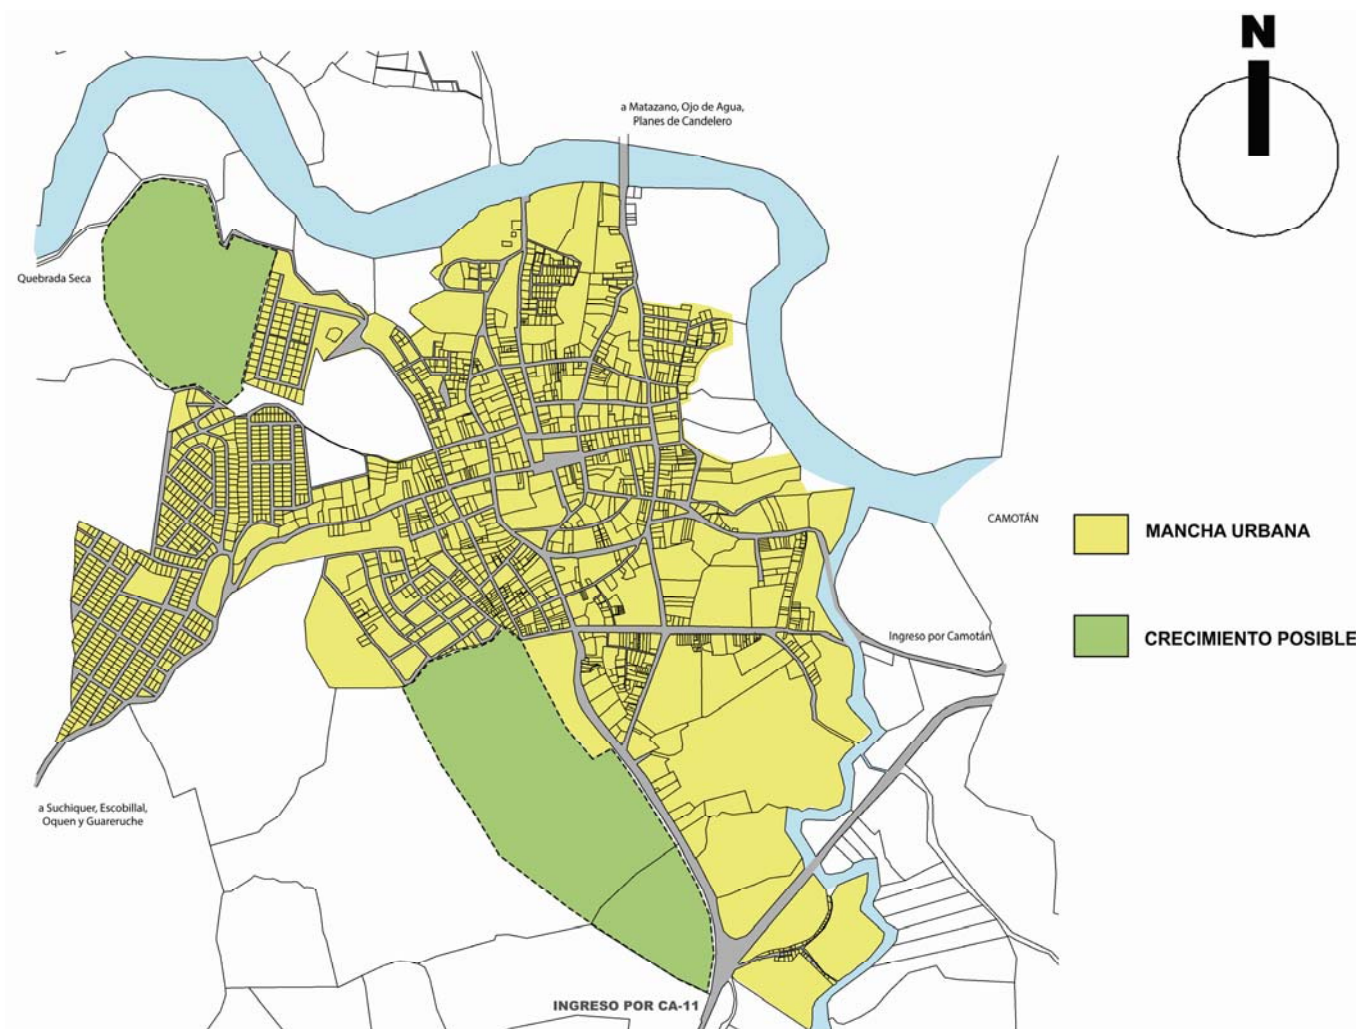 N
a Matazano, Ojo de Agua,
Planes de Candelero
Quebrada Seca
CAMOTÁN
MANCHA URBANA
Ingreso por Camotán
CRECIMIENTO POSIBLE
a Suchiquer, Escobillal,
Oquen y Guareruche
INGRESO POR CA-11